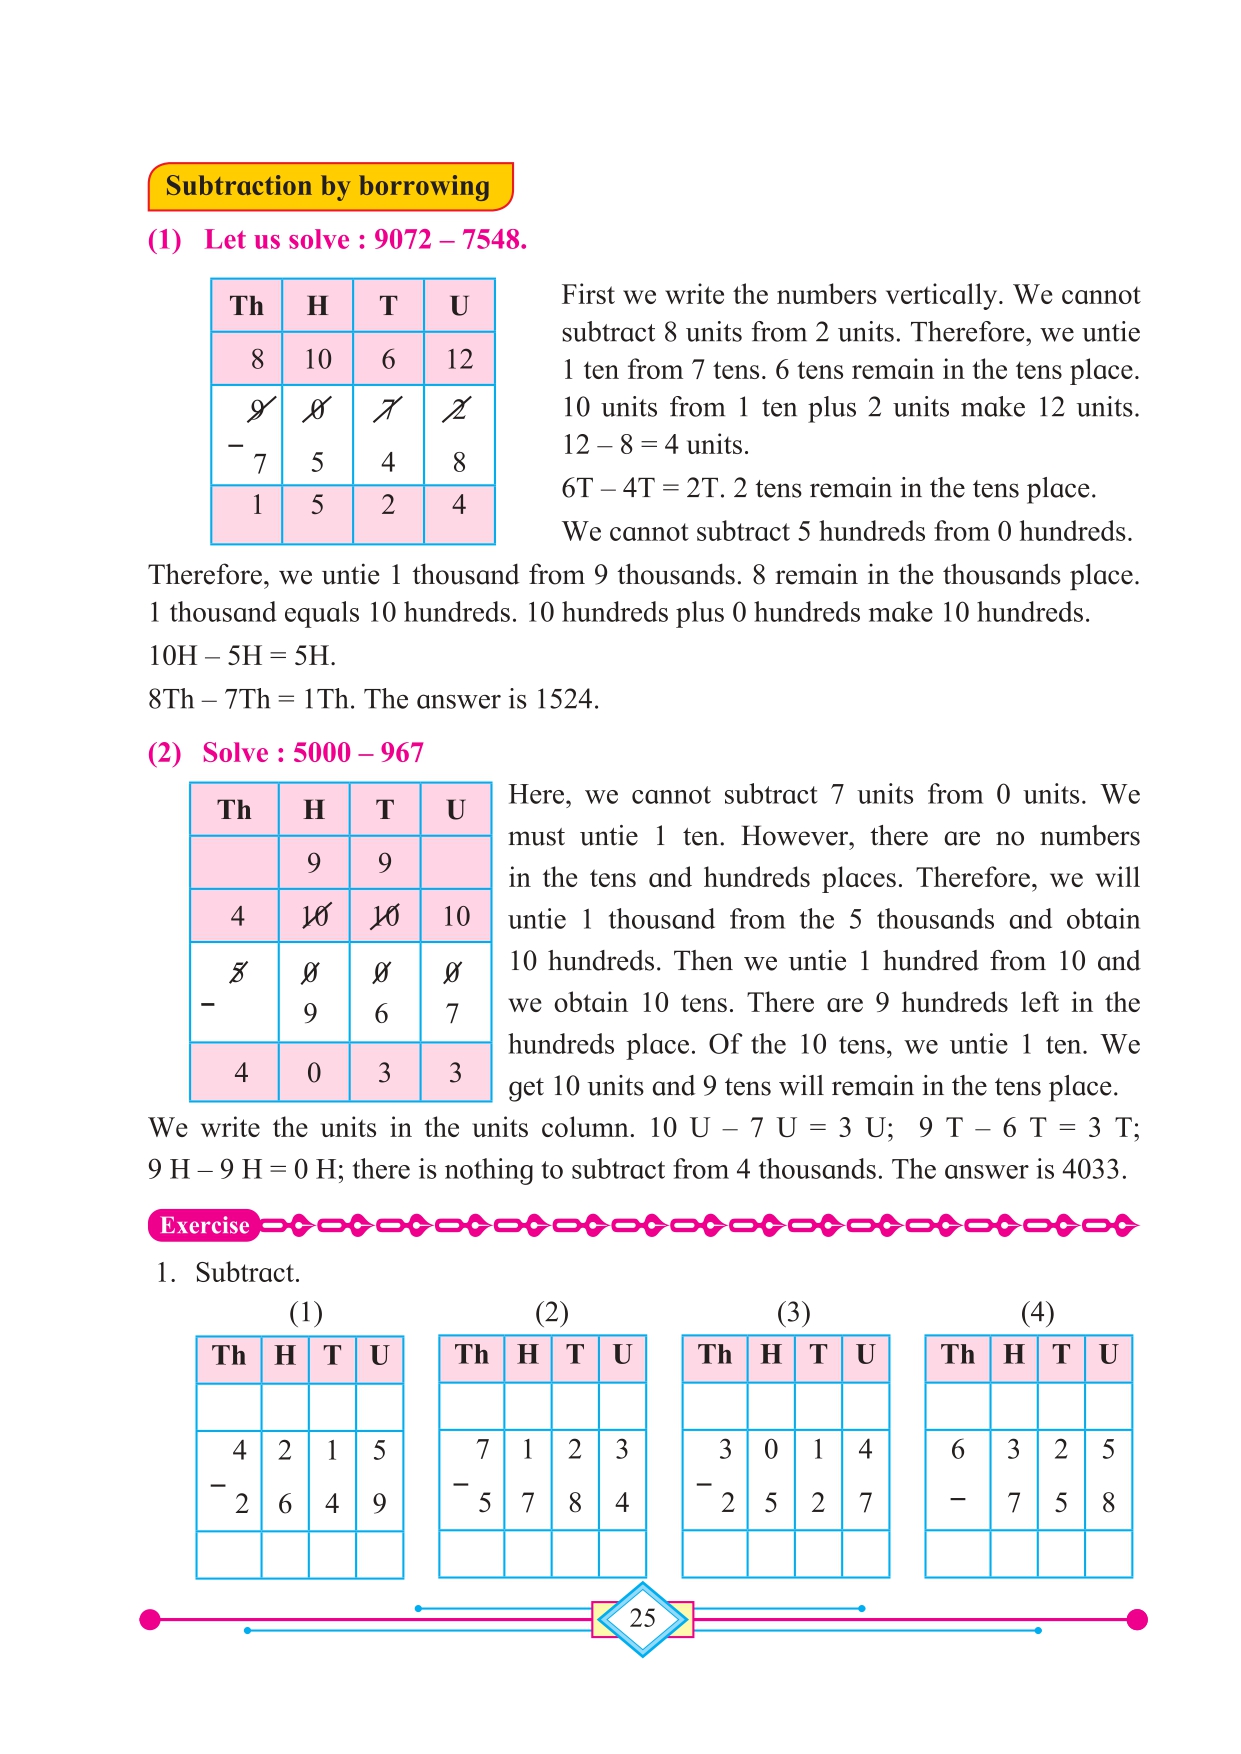 Subtraction by borrowing
(1) Let us solve : 9072 – 7548.
Th H T U
8 10 6 12
9 0 7 2
– 7 5 4 8
1 5 2 4
First we write the numbers vertically. We cannot
subtract 8 units from 2 units. Therefore, we untie
1 ten from 7 tens. 6 tens remain in the tens place.
10 units from 1 ten plus 2 units make 12 units.
12 – 8 = 4 units.
6T – 4T = 2T. 2 tens remain in the tens place.
We cannot subtract 5 hundreds from 0 hundreds.
Therefore, we untie 1 thousand from 9 thousands. 8 remain in the thousands place.
1 thousand equals 10 hundreds. 10 hundreds plus 0 hundreds make 10 hundreds.
10H – 5H = 5H.
8Th – 7Th = 1Th. The answer is 1524.
(2) Solve : 5000 – 967
Th H T U
9 9
4 10 10 10
5 0 0 0
– 9 6 7
4 0 3 3
Here, we cannot subtract 7 units from 0 units. We
must untie 1 ten. However, there are no numbers
in the tens and hundreds places. Therefore, we will
untie 1 thousand from the 5 thousands and obtain
10 hundreds. Then we untie 1 hundred from 10 and
we obtain 10 tens. There are 9 hundreds left in the
hundreds place. Of the 10 tens, we untie 1 ten. We
get 10 units and 9 tens will remain in the tens place.
We write the units in the units column. 10 U – 7 U = 3 U; 9 T – 6 T = 3 T;
9 H – 9 H = 0 H; there is nothing to subtract from 4 thousands. The answer is 4033.
Exercise
1. Subtract.
(1)
Th H T U
4 2 1 5
– 2 6 4 9
(2)
Th H T U
7 1 2 3
– 5 7 8 4
(3)
Th H T U
3 0 1 4
– 2 5 2 7
(4)
Th H T U
6 3 2 5
– 7 5 8
25